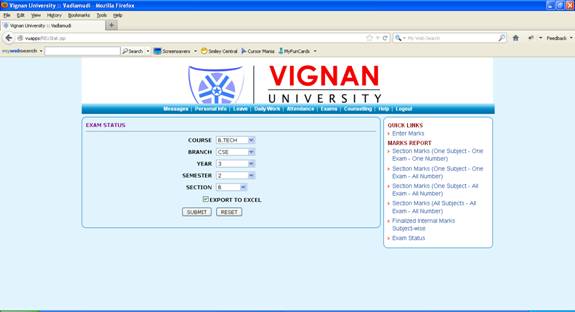 Vignan University :: Vadlamudi - Mozilla Firefox
File Edit View History Bookmarks Tools Help
Vignan University :: Vadlamudi
My Web Search
Feedback
mywebsearch
Search
Screensavers
Smiley Central
Cursor Mania
MyFunCards
VIGNAN
UNIVERSITY
Messages | Personal Info | Leave | Daily Work | Attendance | Exams | Counselling | Help | Logout
EXAM STATUS
COURSE B.TECH
BRANCH CSE
YEAR 3
SEMESTER 2
SECTION B
EXPORT TO EXCEL
SUBMIT RESET
QUICK LINKS
Enter Marks
MARKS REPORT
Section Marks (One Subject - One
Exam - One Number)
Section Marks (One Subject - One
Exam - All Number)
Section Marks (One Subject - All
Exam - All Number)
Section Marks (All Subjects - All
Exam - All Number)
Finalized Internal Marks
Subject-wise
Exam Status